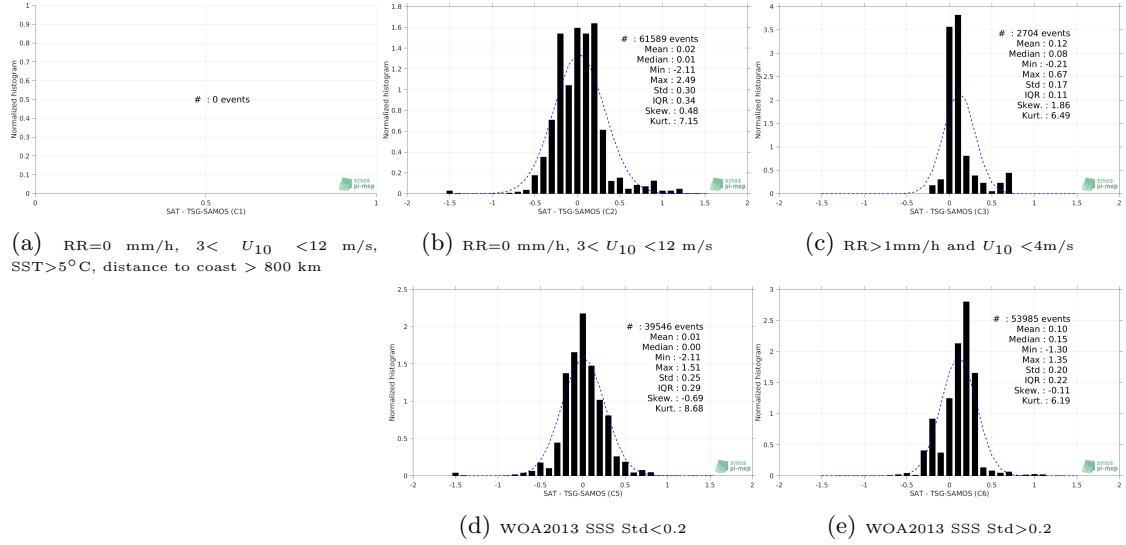 1
0.9
0.8
0.7
0.6
0.5
0.4
0.3
0.2
0.1
0
Normalized histogram
# : 0 events
smos
pi-mep
0
0.5
1
SAT - TSG-SAMOS (C1)
(a) RR=0 mm/h, 3< U10 <12 m/s,
SST>5°C, distance to coast > 800 km
1.8
1.6
1.4
1.2
1
0.8
0.6
0.4
0.2
0
Normalized histogram
# : 61589 events
Mean : 0.02
Median : 0.01
Min : -2.11
Max : 2.49
Std : 0.30
IQR : 0.34
Skew. : 0.48
Kurt. : 7.15
smos
pi-mep
-2
-1.5
-1
-0.5
0
0.5
1
1.5
2
SAT - TSG-SAMOS (C2)
(b) RR=0 mm/h, 3< U10 <12 m/s
4
3.5
3
2.5
2
1.5
1
0.5
0
Normalized histogram
# : 2704 events
Mean : 0.12
Median : 0.08
Min : -0.21
Max : 0.67
Std : 0.17
IQR : 0.11
Skew. : 1.86
Kurt. : 6.49
smos
pi-mep
-2
-1.5
-1
-0.5
0
0.5
1
1.5
2
SAT - TSG-SAMOS (C3)
(c) RR>1mm/h and U10 <4m/s
2.5
2
1.5
1
0.5
0
Normalized histogram
# : 39546 events
Mean : 0.01
Median : 0.00
Min : -2.11
Max : 1.51
Std : 0.25
IQR : 0.29
Skew. : -0.69
Kurt. : 8.68
smos
pi-mep
-2
-1.5
-1
-0.5
0
0.5
1
1.5
2
SAT - TSG-SAMOS (C5)
(d) WOA2013 SSS Std<0.2
3
2.5
2
1.5
1
0.5
0
Normalized histogram
# : 53985 events
Mean : 0.10
Median : 0.15
Min : -1.30
Max : 1.35
Std : 0.20
IQR : 0.22
Skew. : -0.11
Kurt. : 6.19
smos
pi-mep
-2
-1.5
-1
-0.5
0
0.5
1
1.5
2
SAT - TSG-SAMOS (C6)
(e) WOA2013 SSS Std>0.2